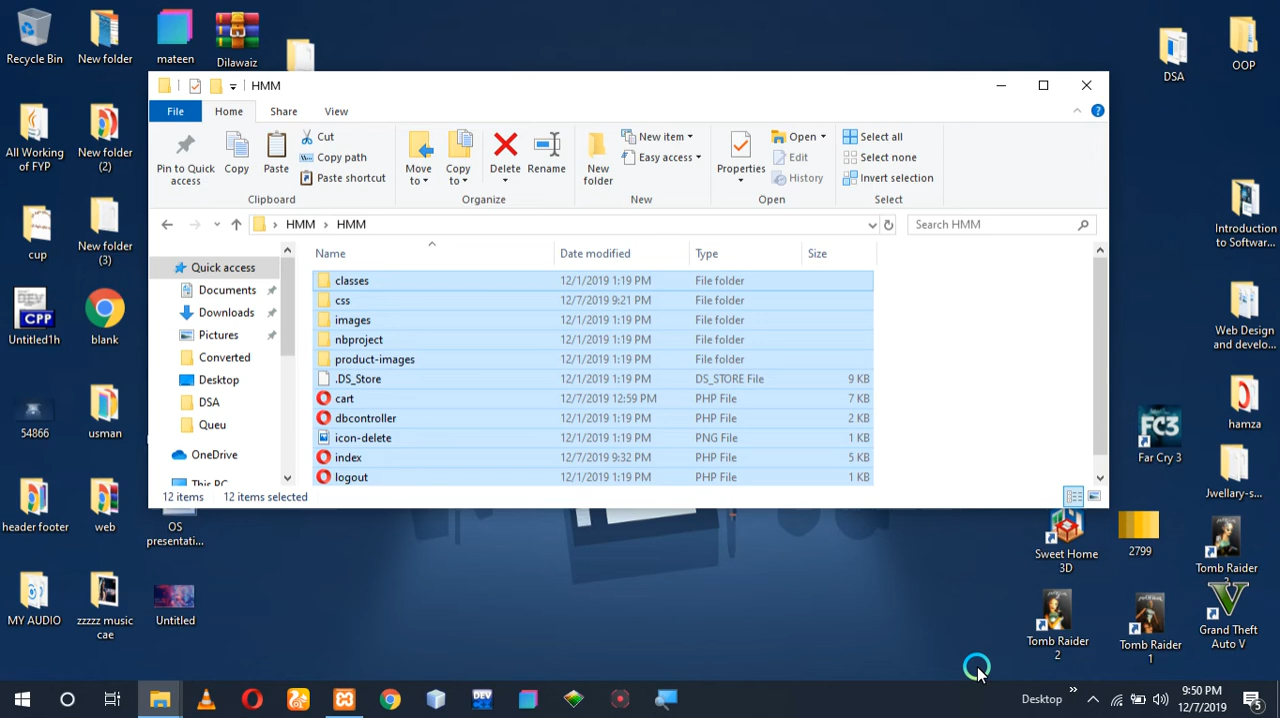 Recycle Bin
New folder
mateen
Dilawaiz
DSA
OOP
All Working
of FYP
New folder
(2)
cup
New folder
(3)
Untitled1h
DEV
CPP
blank
54866
usman
header footer
web
OS
presentati...
MY AUDIO
zzzzz music
cae
Untitled
HMM
File
Home
Share
View
Pin to Quick
access
Copy
Paste
Cut
Copy path
Paste shortcut
Clipboard
Move
to
Copy
to
Delete
Rename
Organize
New
folder
New item
Easy access
New
Properties
Open
Edit
History
Open
Select all
Select none
Invert selection
Select
HMM › HMM
Search HMM
Quick access
Documents
Downloads
Pictures
Converted
Desktop
DSA
Queu
OneDrive
This PC
Name Date modified Type Size
classes 12/1/2019 1:19 PM File folder
css 12/7/2019 9:21 PM File folder
images 12/1/2019 1:19 PM File folder
nbproject 12/1/2019 1:19 PM File folder
product-images 12/1/2019 1:19 PM File folder
.DS_Store 12/1/2019 1:19 PM DS_STORE File 9 KB
cart 12/7/2019 12:59 PM PHP File 7 KB
dbcontroller 12/1/2019 1:19 PM PHP File 2 KB
icon-delete 12/1/2019 1:19 PM PNG File 1 KB
index 12/7/2019 9:32 PM PHP File 5 KB
logout 12/1/2019 1:19 PM PHP File 1 KB
12 items 12 items selected
Introduction
to Softwar...
Web Design
and develo...
hamza
FC3
Far Cry 3
Jwellary-s...
Sweet Home
3D
2799
Tomb Raider
Tomb Raider
2
Tomb Raider
1
Grand Theft
Auto V
DEV
Desktop
9:50 PM
12/7/2019
5